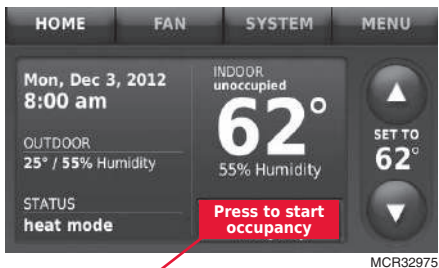 HOME FAN SYSTEM MENU
Mon, Dec 3, 2012
8:00 am
OUTDOOR
25° / 55% Humidity
STATUS
heat mode
INDOOR
unoccupied
62°
55% Humidity
Press to start
occupancy
SET TO
62°
MCR32975